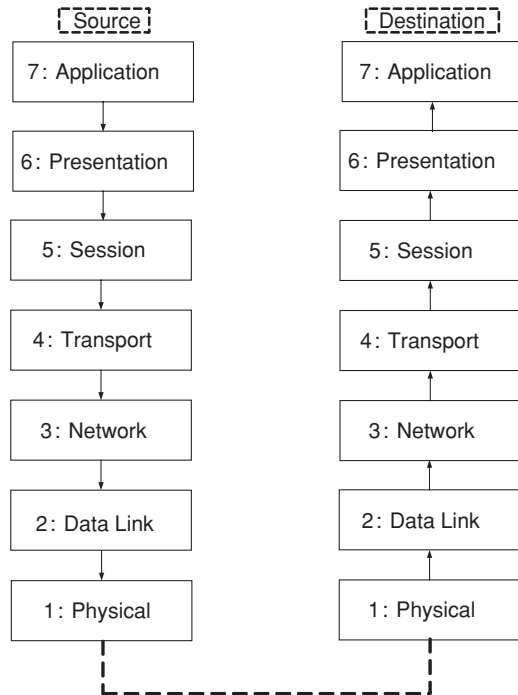 Source
7: Application
6: Presentation
5: Session
4: Transport
3: Network
2: Data Link
1: Physical
Destination
7: Application
6: Presentation
5: Session
4: Transport
3: Network
2: Data Link
1: Physical